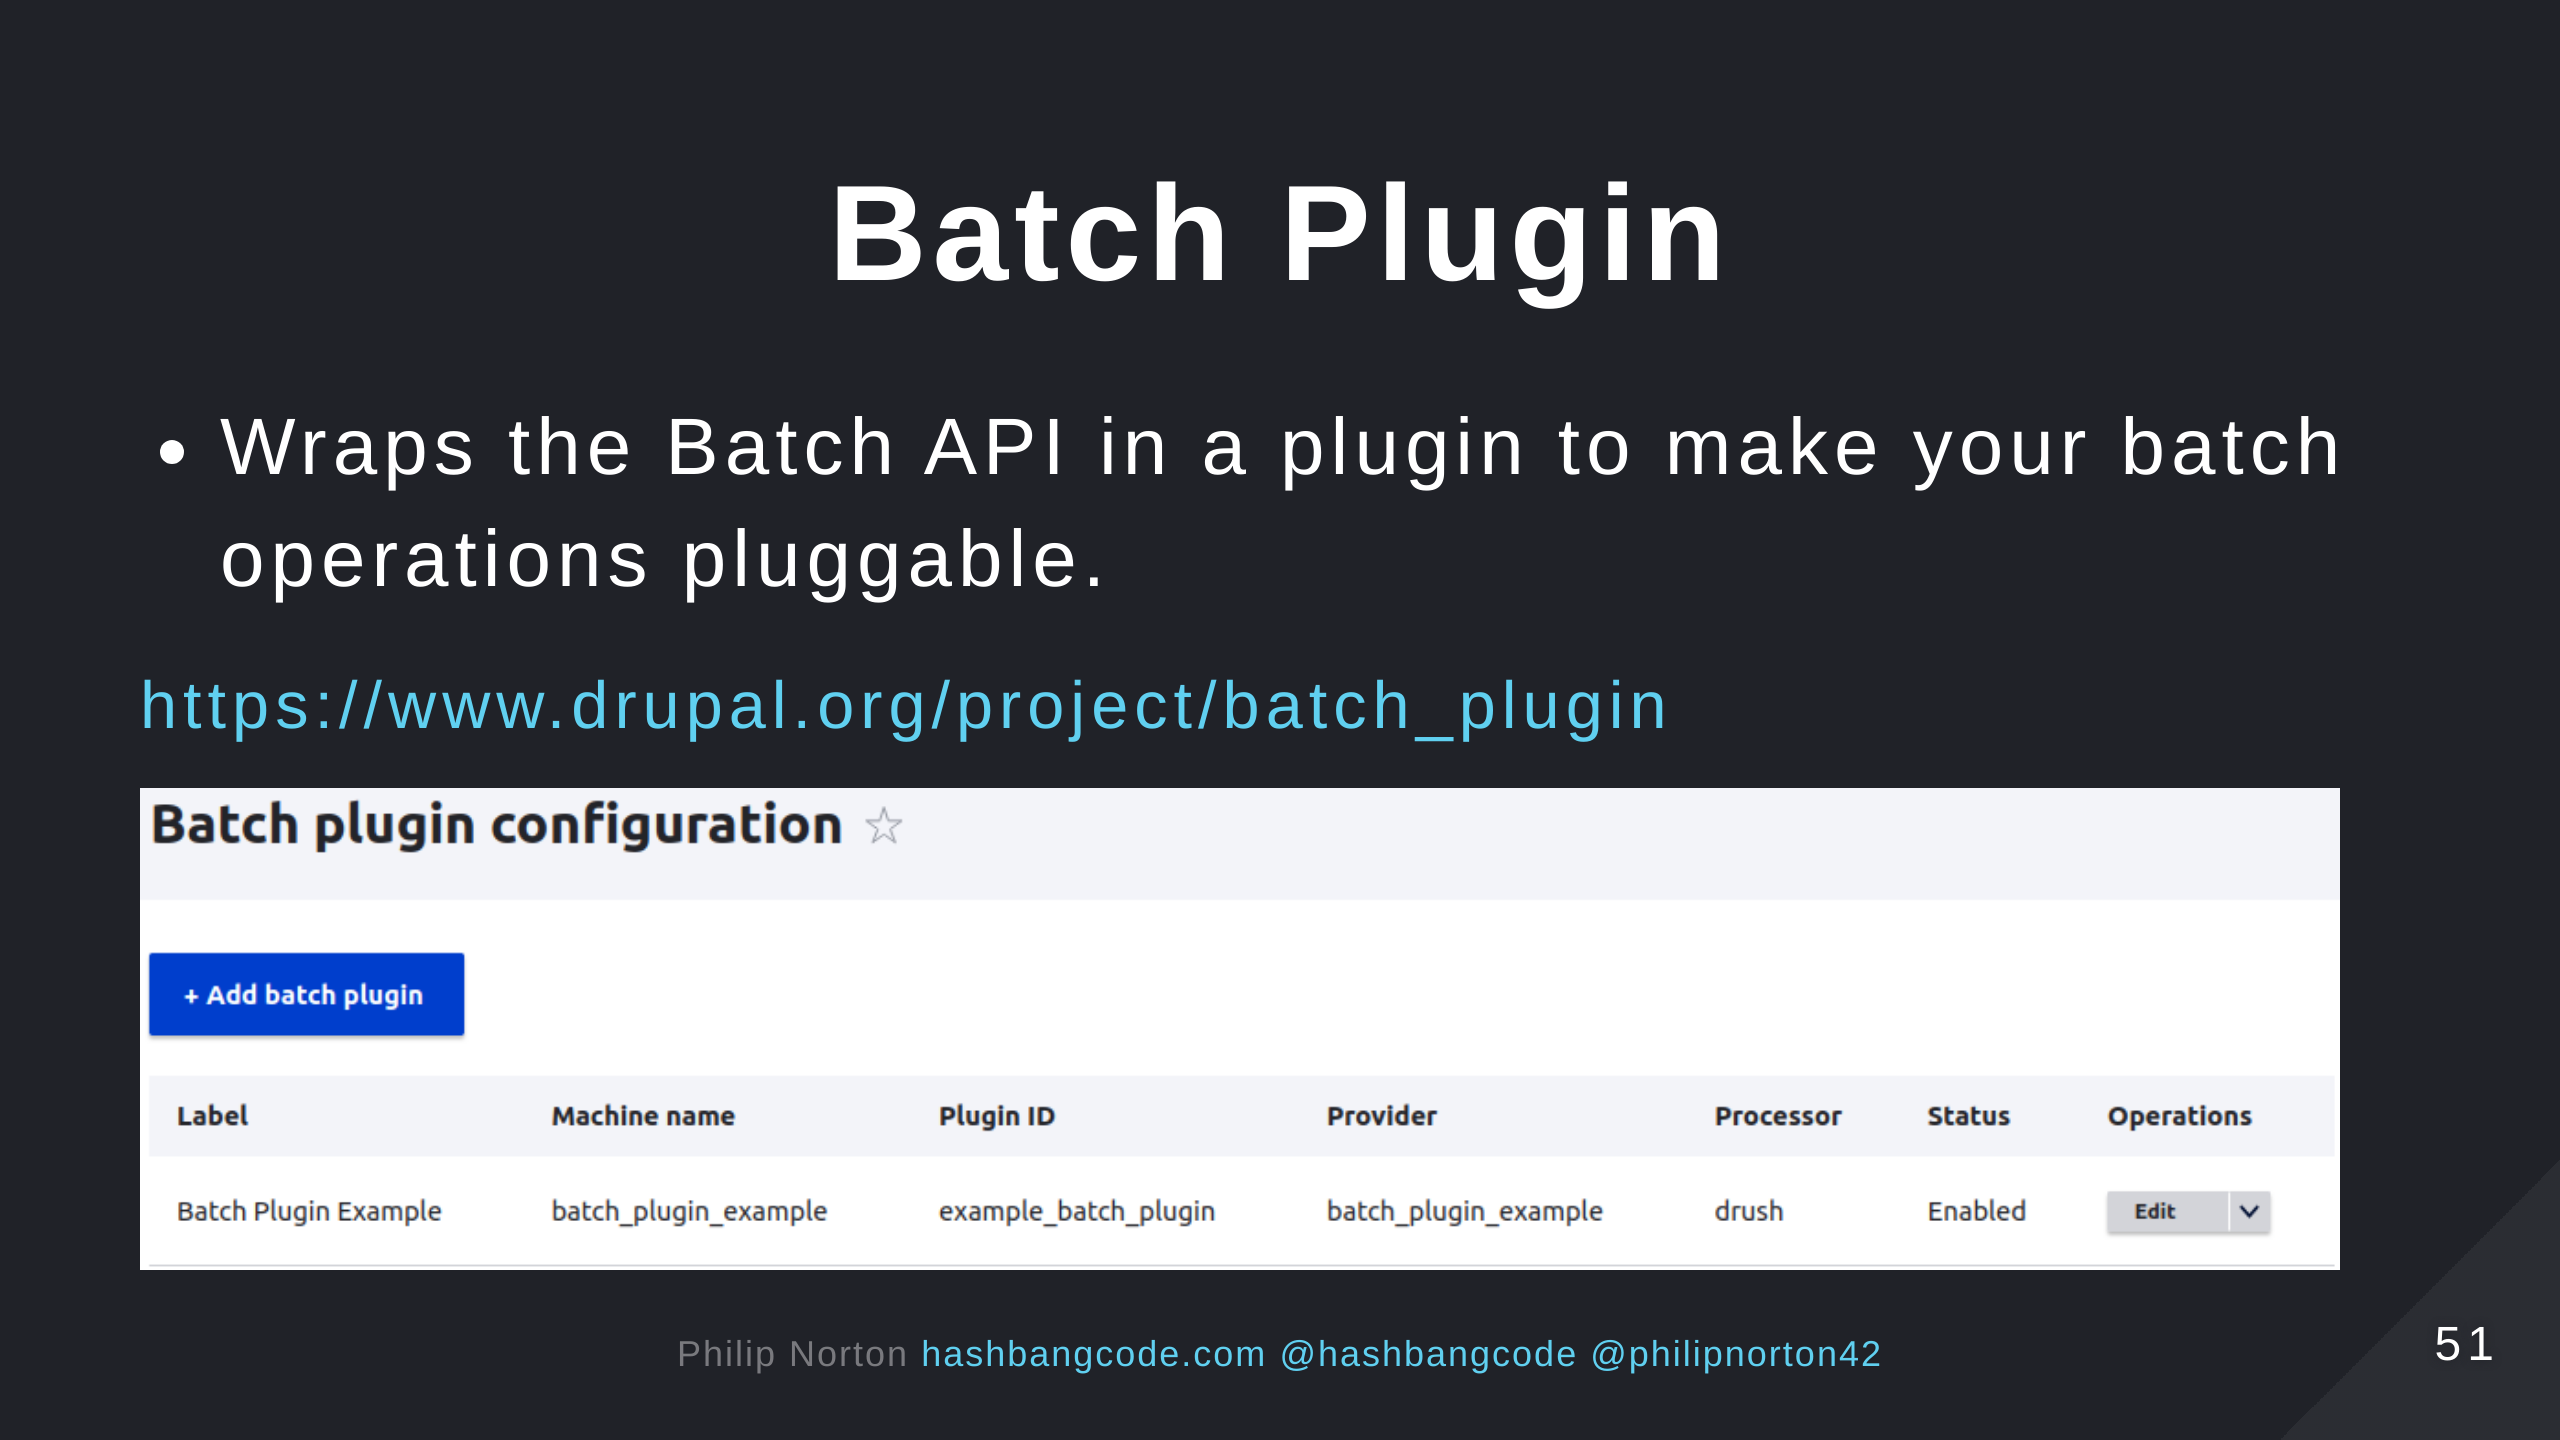 Batch Plugin
• Wraps the Batch API in a plugin to make your batch
operations pluggable.
https://www.drupal.org/project/batch_plugin
Batch plugin configuration
+ Add batch plugin
Label Machine name Plugin ID Provider Processor Status Operations
Batch Plugin Example batch_plugin_example example_batch_plugin batch_plugin_example drush Enabled Edit
Philip Norton hashbangcode.com @hashbangcode @philipnorton42
51